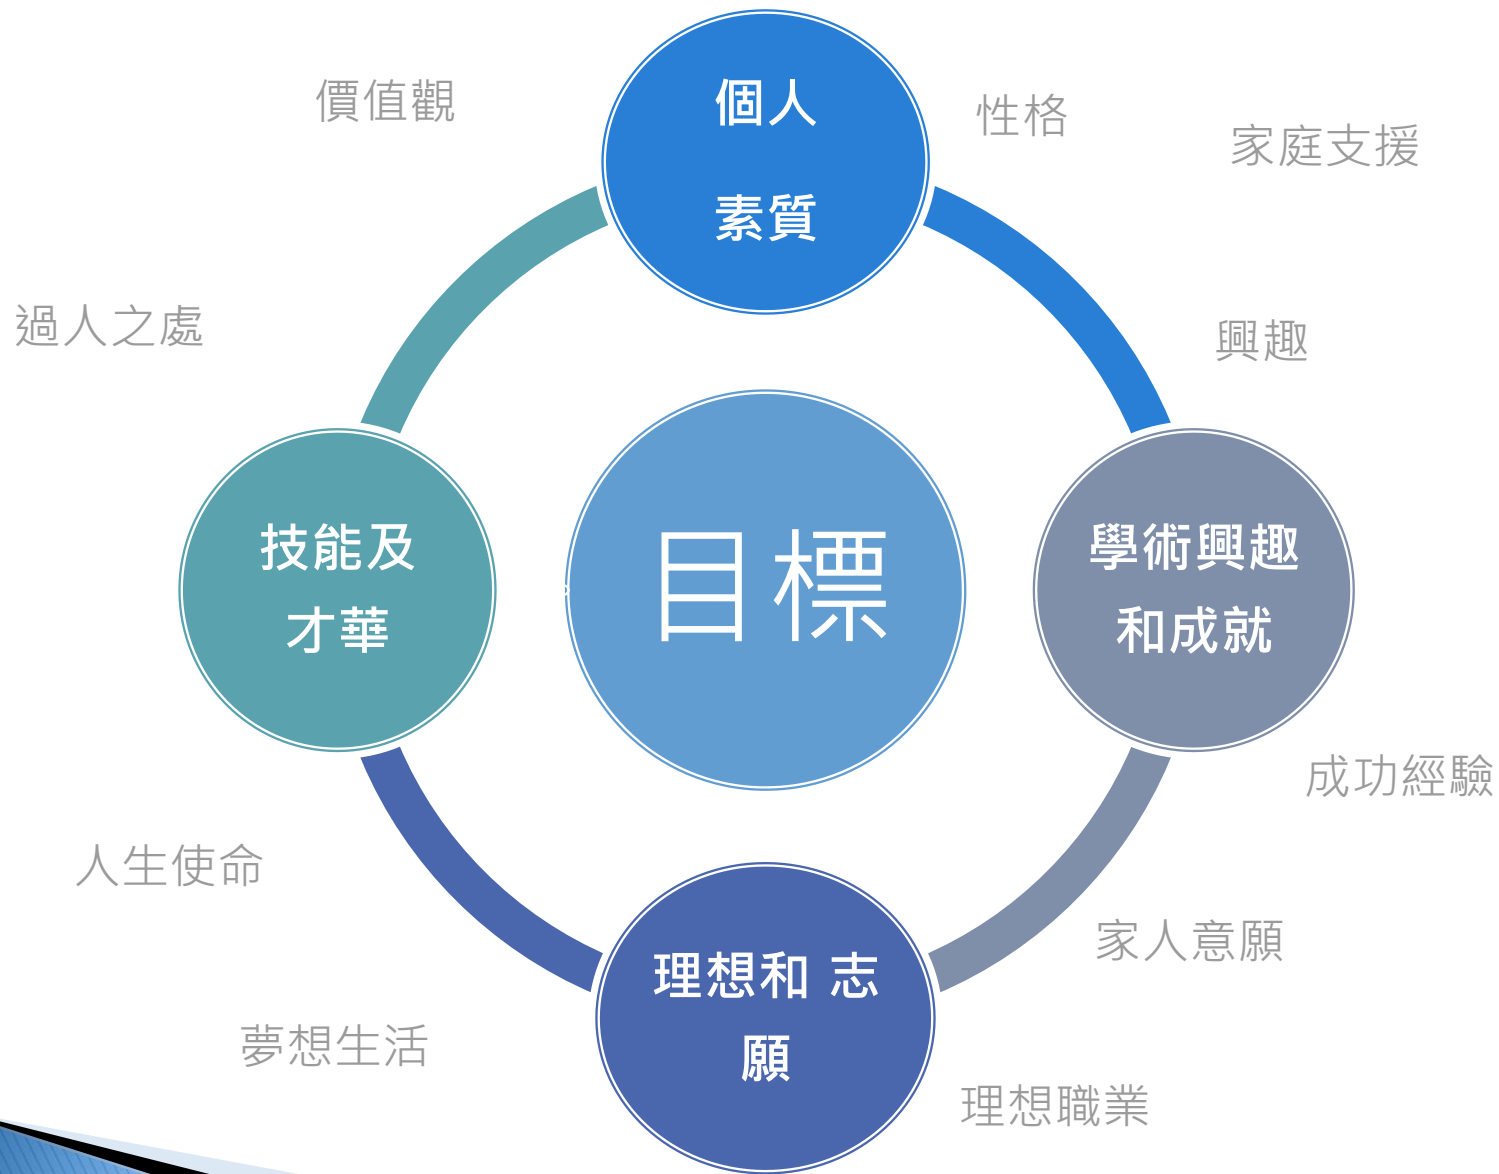 個人
素質
價值觀
性格
家庭支援
過人之處
興趣
技能及
才華
目標
學術興趣
和成就
成功經驗
人生使命
家人意願
理想和 志
願
夢想生活
理想職業